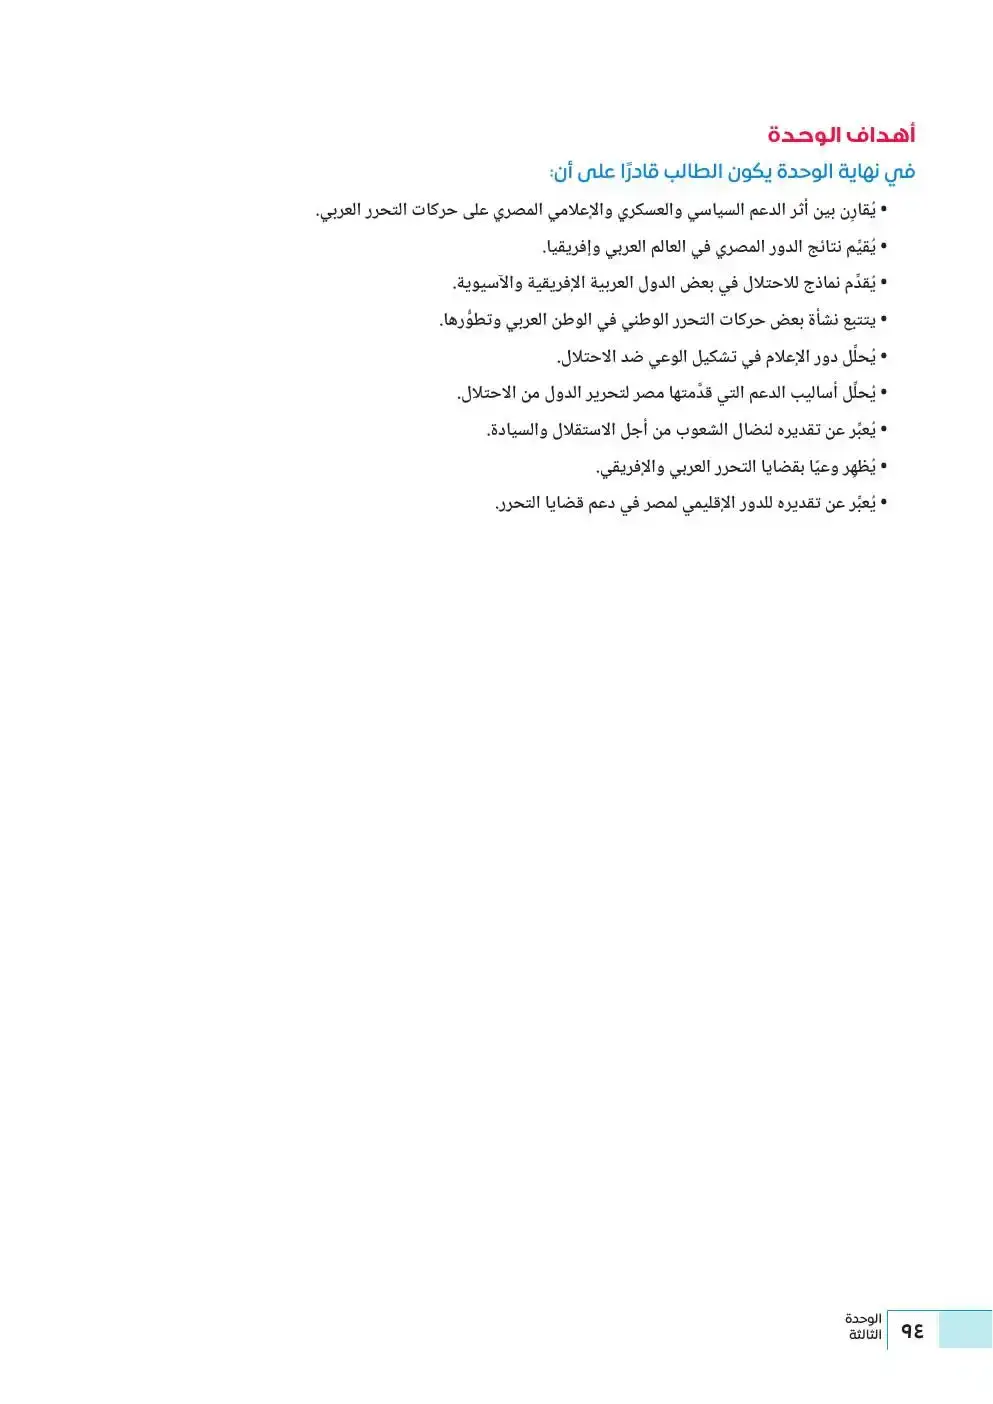 أهداف الوحدة
في نهاية الوحدة يكون الطالب قادرًا على أن:
• يُقارِن بين أثر الدعم السياسي والعسكري والإعلامي المصري على حركات التحرر العربي.
• يُقيِّم نتائج الدور المصري في العالم العربي وإفريقيا.
• يُقدِّم نماذج للاحتلال في بعض الدول العربية الإفريقية والآسيوية.
• يتتبع نشأة بعض حركات التحرر الوطني في الوطن العربي وتطوُّرها.
• يُحلِّل دور الإعلام في تشكيل الوعي ضد الاحتلال.
• يُحلِّل أساليب الدعم التي قدَّمتها مصر لتحرير الدول من الاحتلال.
• يُعبِّر عن تقديره لنضال الشعوب من أجل الاستقلال والسيادة.
• يُظهِر وعيًا بقضايا التحرر العربي والإفريقي.
• يُعبِّر عن تقديره للدور الإقليمي لمصر في دعم قضايا التحرر.
٩٤
الوحدة
الثالثة